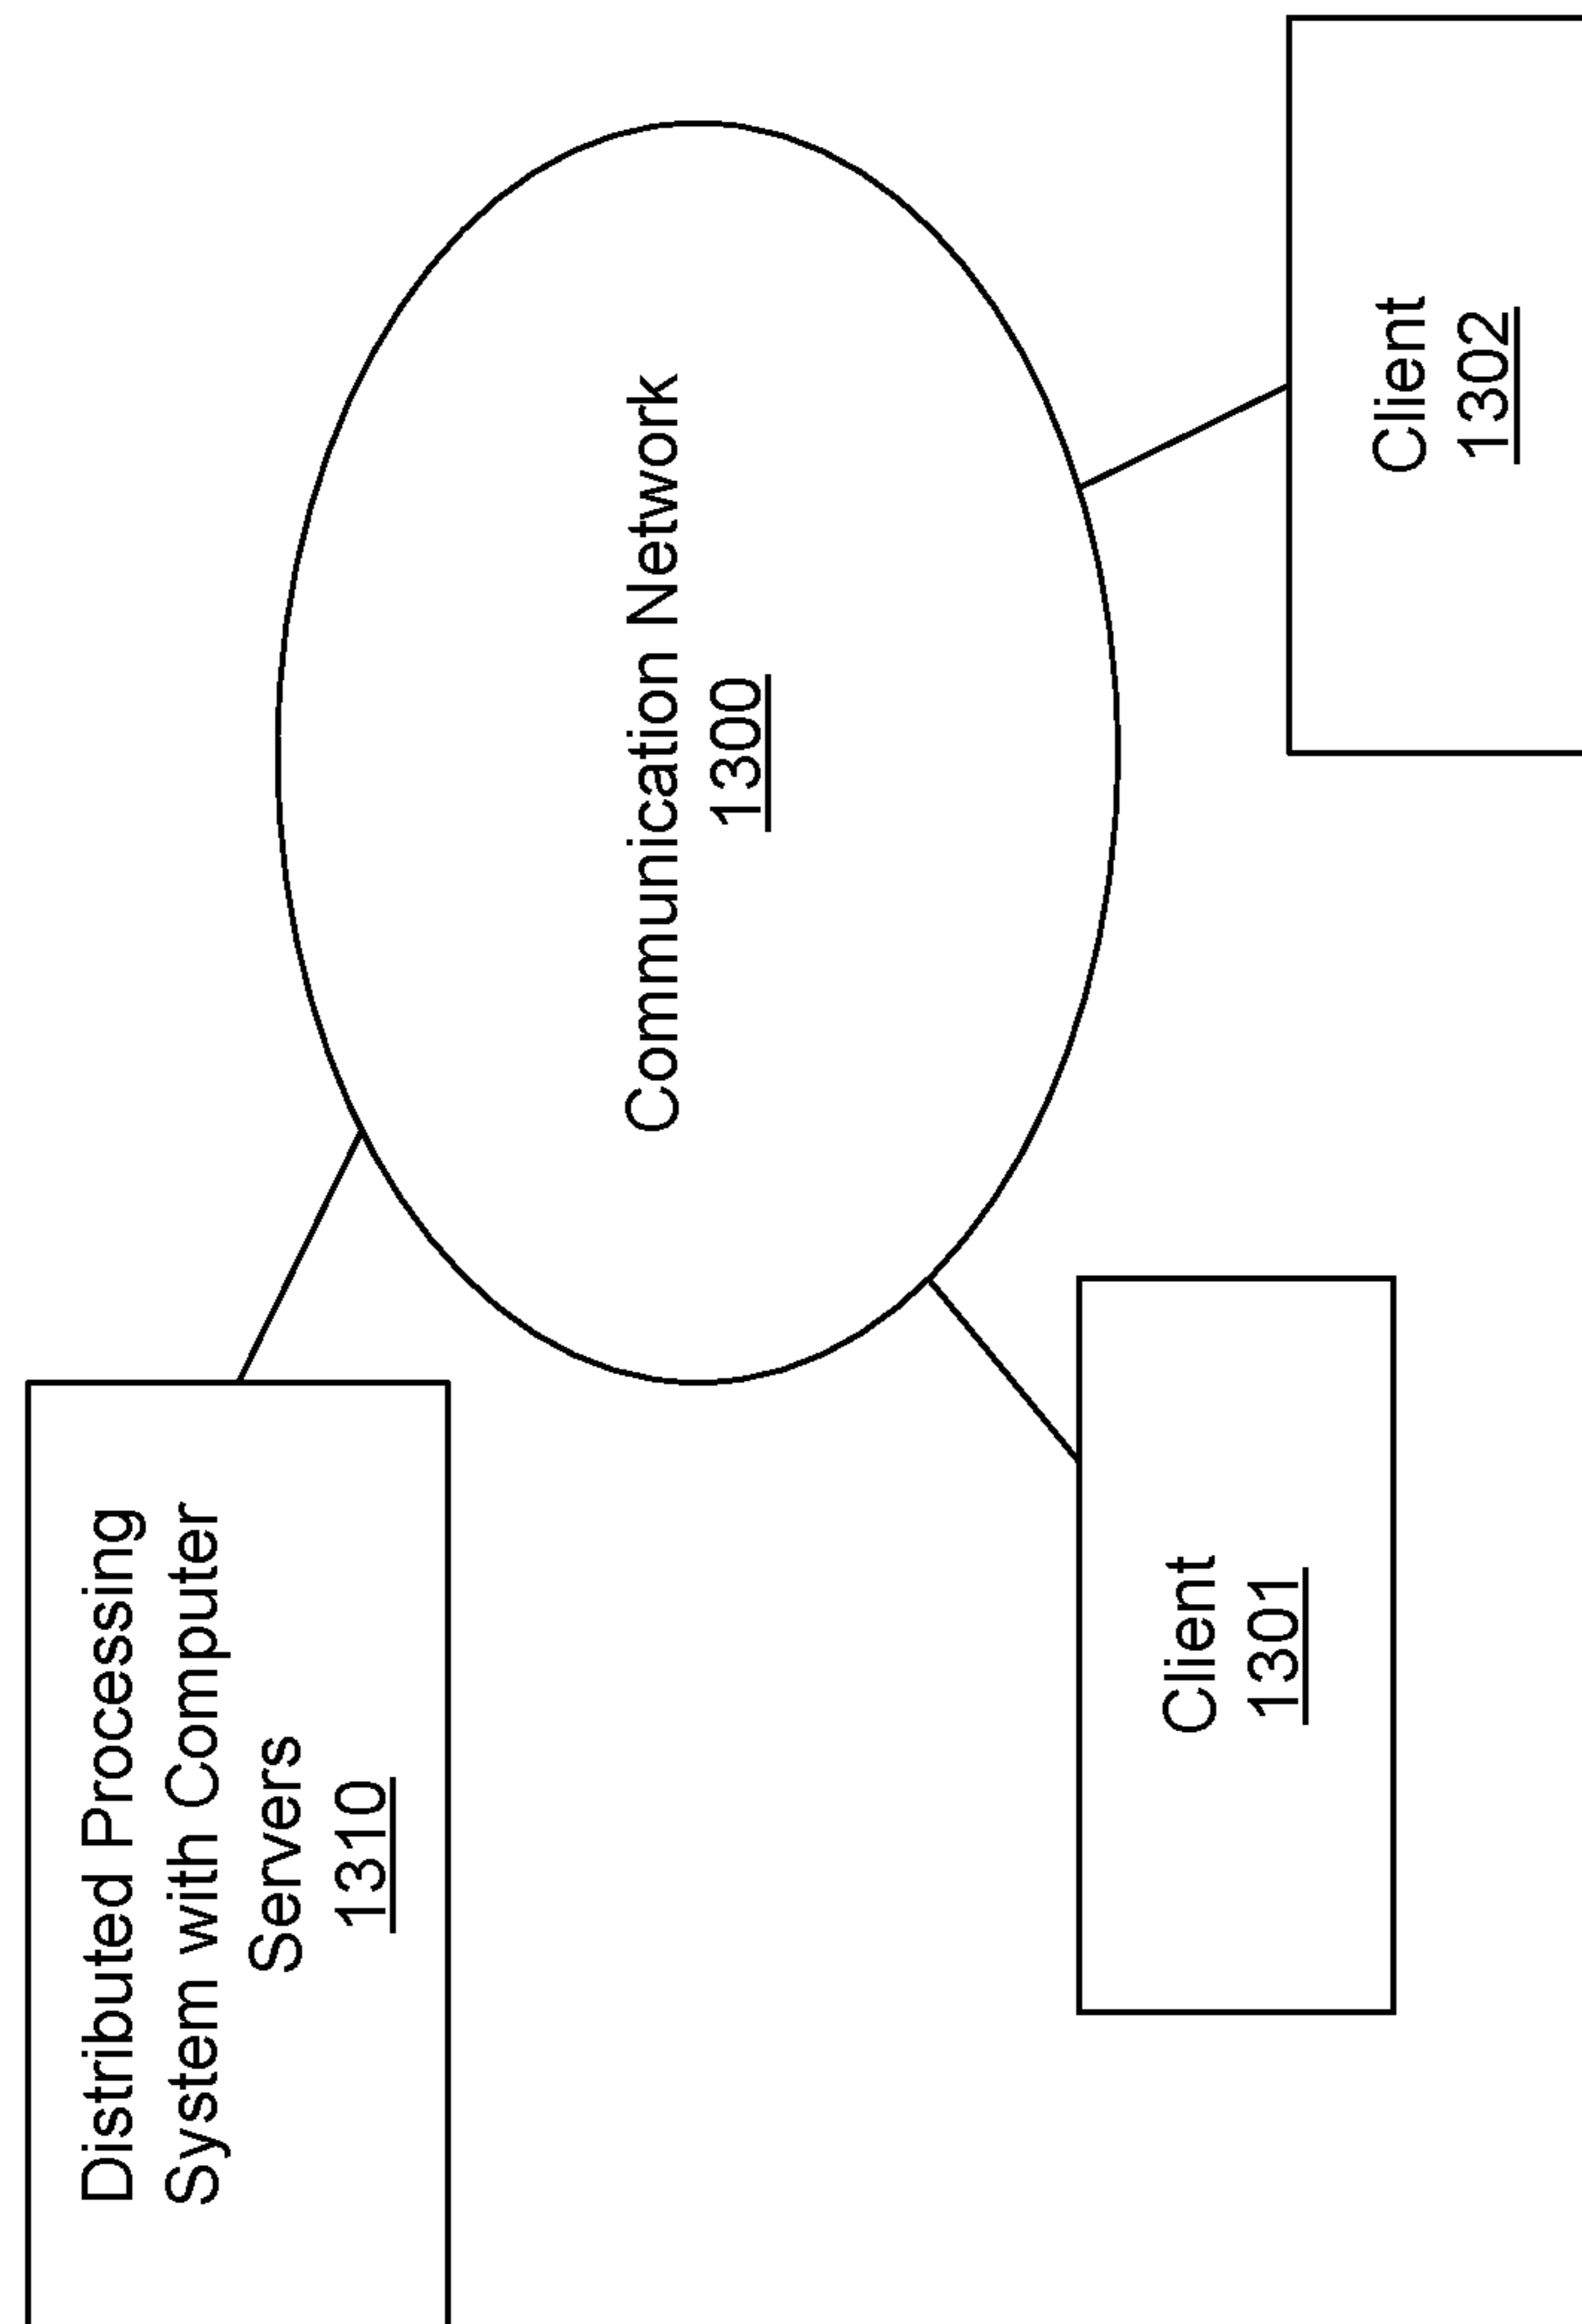 Distributed Processing
System with Computer
Servers
1310
Communication Network
1300
Client
1301
Client
1302